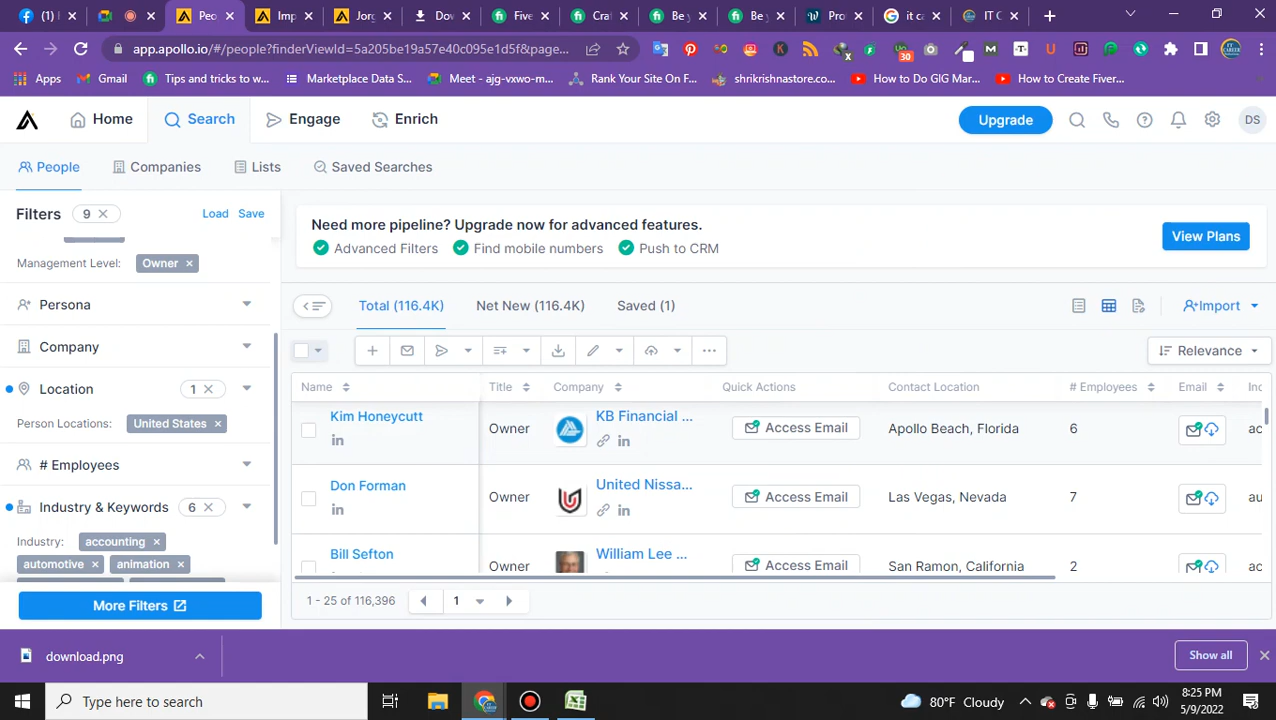 (1)
Peo
Imp
Jorg
Dov
Five
Crai
Be y
Be y
Pro
it ca
IT C
app.apollo.io/#/people?finderViewId=5a205be19a57e40c095e1d5f&page...
30
Apps
Gmail
Tips and tricks to w...
Marketplace Data S...
Meet - ajg-vxwo-m...
Rank Your Site On F...
shrikrishnastore.co...
How to Do GIG Mar...
How to Create Fiver...
Home
Search
Engage
Enrich
Upgrade
DS
People
Companies
Lists
Saved Searches
Filters 9 ×
Load Save
Need more pipeline? Upgrade now for advanced features.
Advanced Filters
Find mobile numbers
Push to CRM
View Plans
Management Level: Owner ×
Persona
Company
Location 1 ×
Person Locations: United States ×
# Employees
Industry & Keywords 6 ×
Industry: accounting ×
automotive × animation ×
More Filters
Total (116.4K)
Net New (116.4K)
Saved (1)
Import
Relevance
Name Title Company Quick Actions Contact Location # Employees Email Inc
Kim Honeycutt Owner KB Financial ... Access Email Apollo Beach, Florida 6 ac
Don Forman Owner United Nissa... Access Email Las Vegas, Nevada 7 au
Bill Sefton Owner William Lee ... Access Email San Ramon, California 2
1 - 25 of 116,396
1
download.png
Show all
Type here to search
80°F Cloudy
8:25 PM
5/9/2022